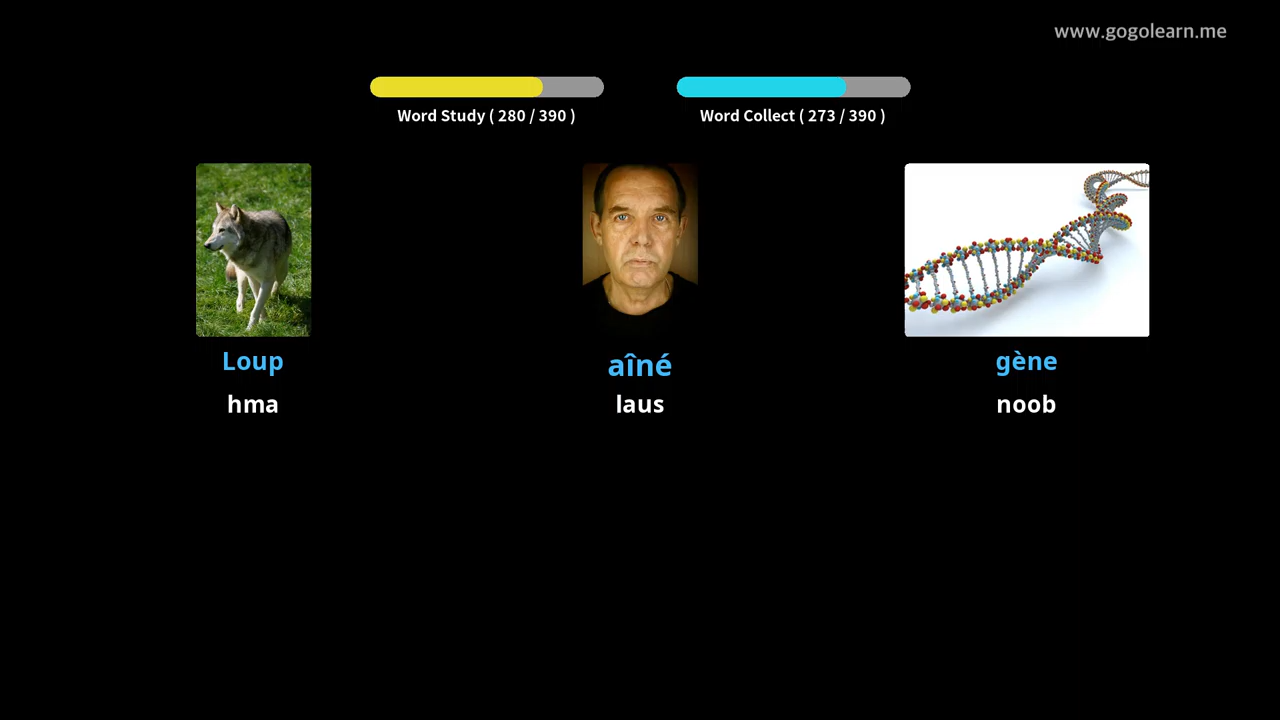 www.gogolearn.me
Word Study ( 280 / 390 )
Word Collect ( 273 / 390 )
Loup
aîné
gène
hma
laus
noob